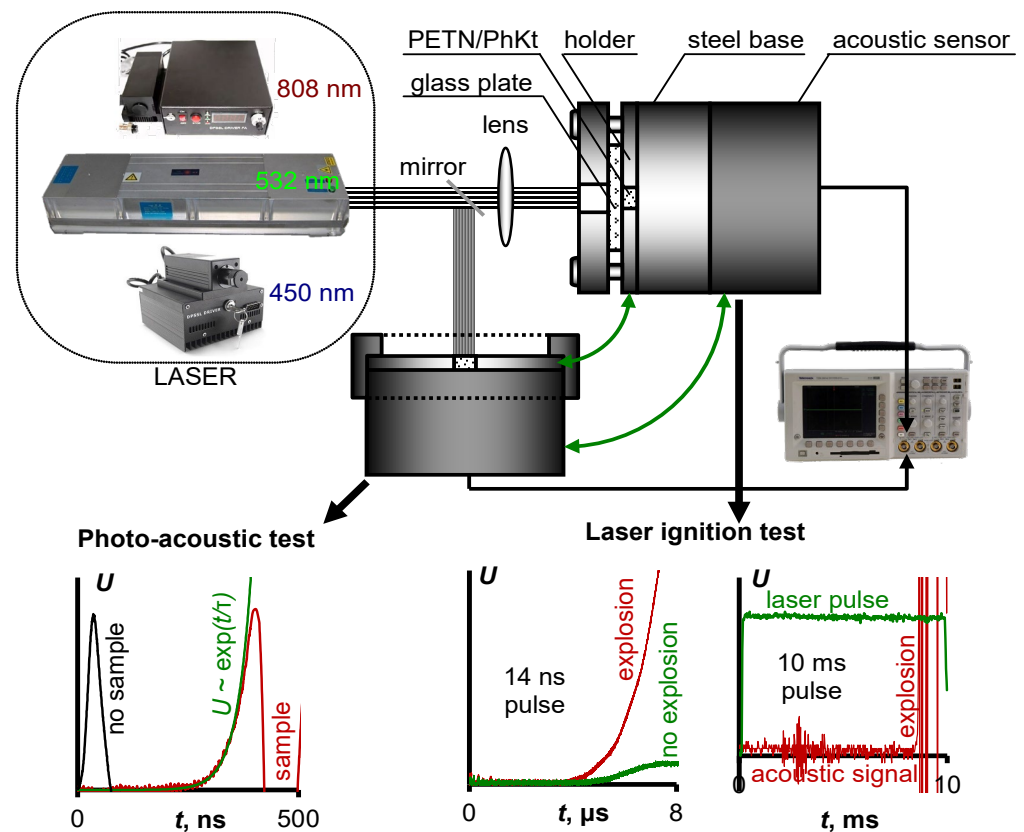 PETN/PhKt
holder
steel base
acoustic sensor
glass plate
808 nm
lens
mirror
532 nm
450 nm
LASER
DPSSL DRIVER
Photo-acoustic test
Laser ignition test
U
no sample
U ~ exp(t/τ)
sample
0
500
t, ns
U
14 ns
pulse
explosion
no explosion
0
8
t, µs
U
laser pulse
10 ms
pulse
explosion
acoustic signal
0
10
t, ms